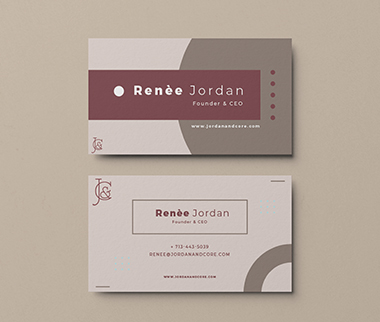 Renèe Jordan
Founder & CEO
www.jordanandcore.com
J&C
J&C
Renèe Jordan
Founder & CEO
+ 713-443-5039
RENEE@JORDANANDCORE.COM
WWW.JORDANANDCORE.COM